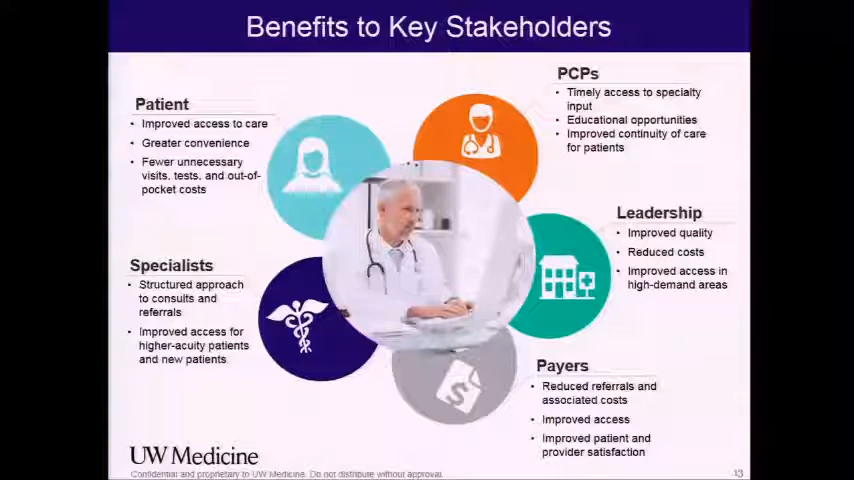 Benefits to Key Stakeholders
Patient
• Improved access to care
• Greater convenience
• Fewer unnecessary
visits, tests, and out-of-
pocket costs
PCPs
• Timely access to specialty
input
• Educational opportunities
• Improved continuity of care
for patients
Leadership
• Improved quality
• Reduced costs
• Improved access in
high-demand areas
Specialists
• Structured approach
to consults and
referrals
• Improved access for
higher-acuity patients
and new patients
Payers
• Reduced referrals and
associated costs
• Improved access
• Improved patient and
provider satisfaction
$
UW Medicine
Confidential and proprietary to UW Medicine. Do not distribute without approval.
13